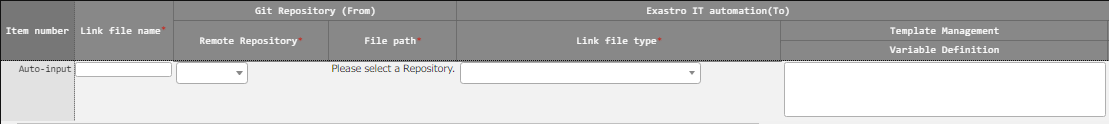 Git Repository (From)
Exastro IT automation(To)
Item number
Link file name*
Remote Repository*
File path*
Link file type*
Template Management
Variable Definition
Auto-input
Please select a Repository.